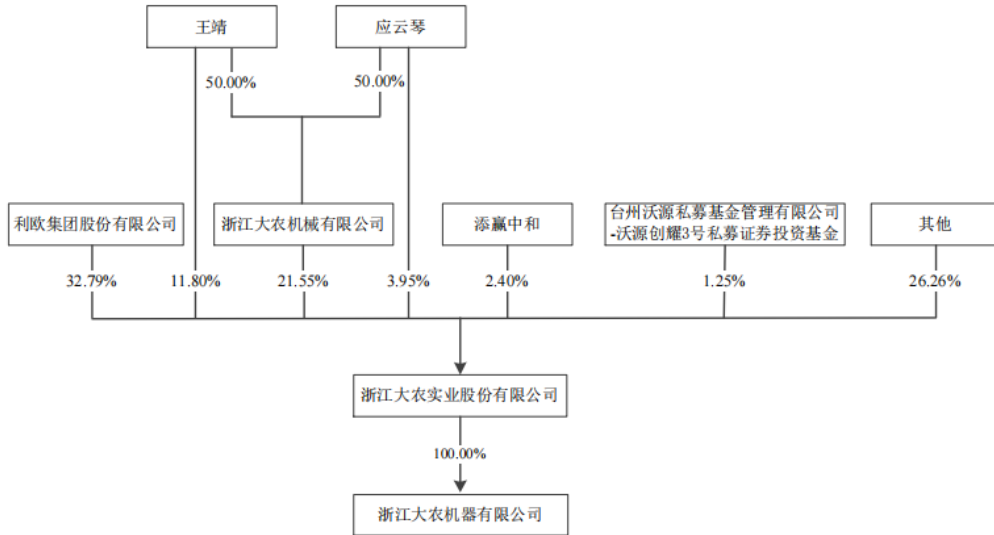 王靖
应云琴
50.00%
50.00%
利欧集团股份有限公司
浙江大农机械有限公司
添赢中和
台州沃源私募基金管理有限公司
-沃源创耀3号私募证券投资基金
其他
32.79%
11.80%
21.55%
3.95%
2.40%
1.25%
26.26%
浙江大农实业股份有限公司
100.00%
浙江大农机器有限公司